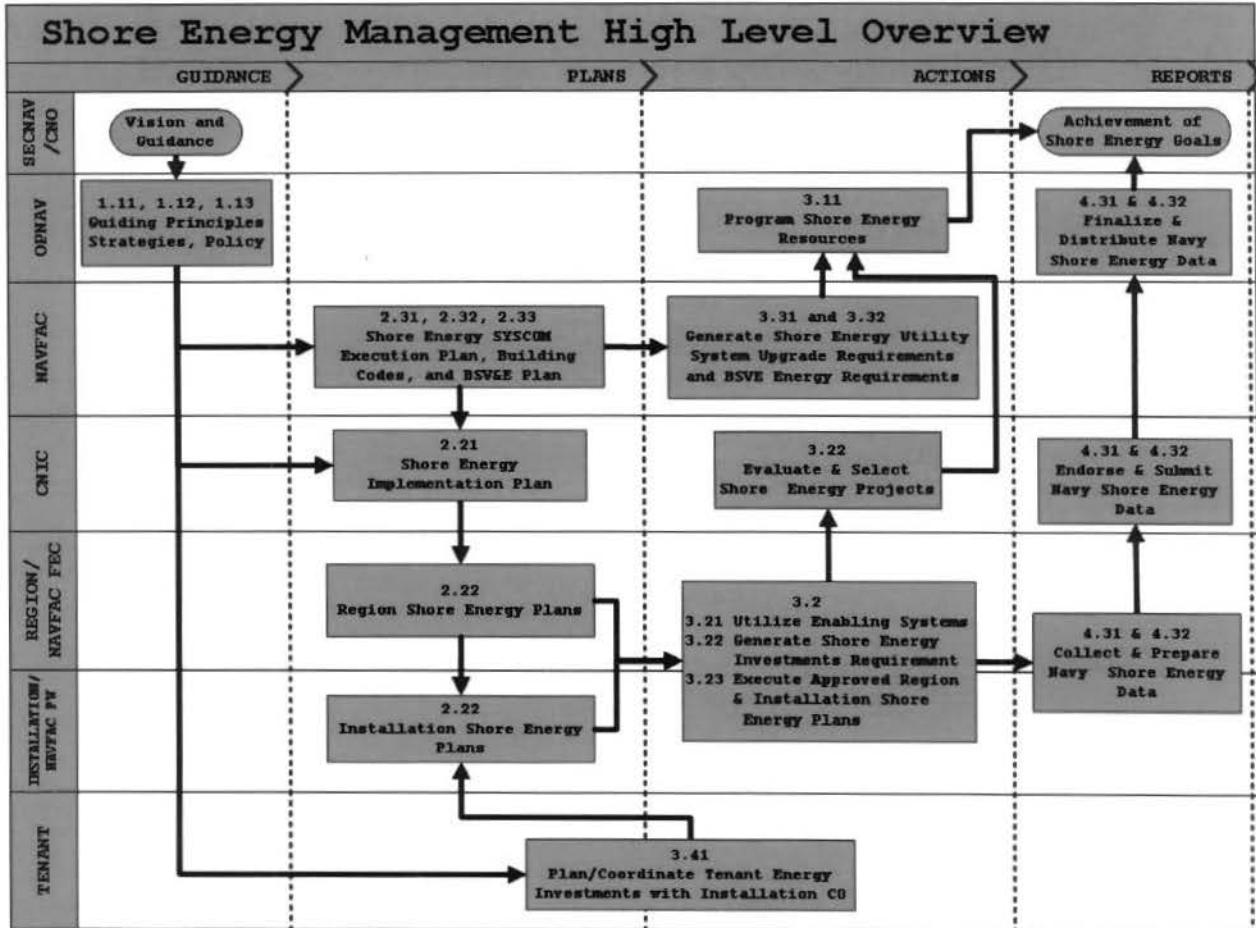 Shore Energy Management High Level Overview
GUIDANCE
PLANS
ACTIONS
REPORTS
SECNAV
/CNO
Vision and
Guidance
Achievement of
Shore Energy Goals
OPNAV
1.11, 1.12, 1.13
Guiding Principles
Strategies, Policy
3.11
Program Shore Energy
Resources
4.31 & 4.32
Finalize &
Distribute Navy
Shore Energy Data
NAVFAC
2.31, 2.32, 2.33
Shore Energy SYSCOM
Execution Plan, Building
Codes, and BSV&E Plan
3.31 and 3.32
Generate Shore Energy Utility
System Upgrade Requirements
and BSVE Energy Requirements
CNIC
2.21
Shore Energy
Implementation Plan
3.22
Evaluate & Select
Shore Energy Projects
4.31 & 4.32
Endorse & Submit
Navy Shore Energy
Data
REGION/
NAVFAC FEC
2.22
Region Shore Energy Plans
3.2
3.21 Utilize Enabling Systems
3.22 Generate Shore Energy
Investments Requirement
3.23 Execute Approved Region
& Installation Shore
Energy Plans
4.31 & 4.32
Collect & Prepare
Navy Shore Energy
Data
INSTALLATION/
NAVFAC PW
2.22
Installation Shore Energy
Plans
TENANT
3.41
Plan/Coordinate Tenant Energy
Investments with Installation CO